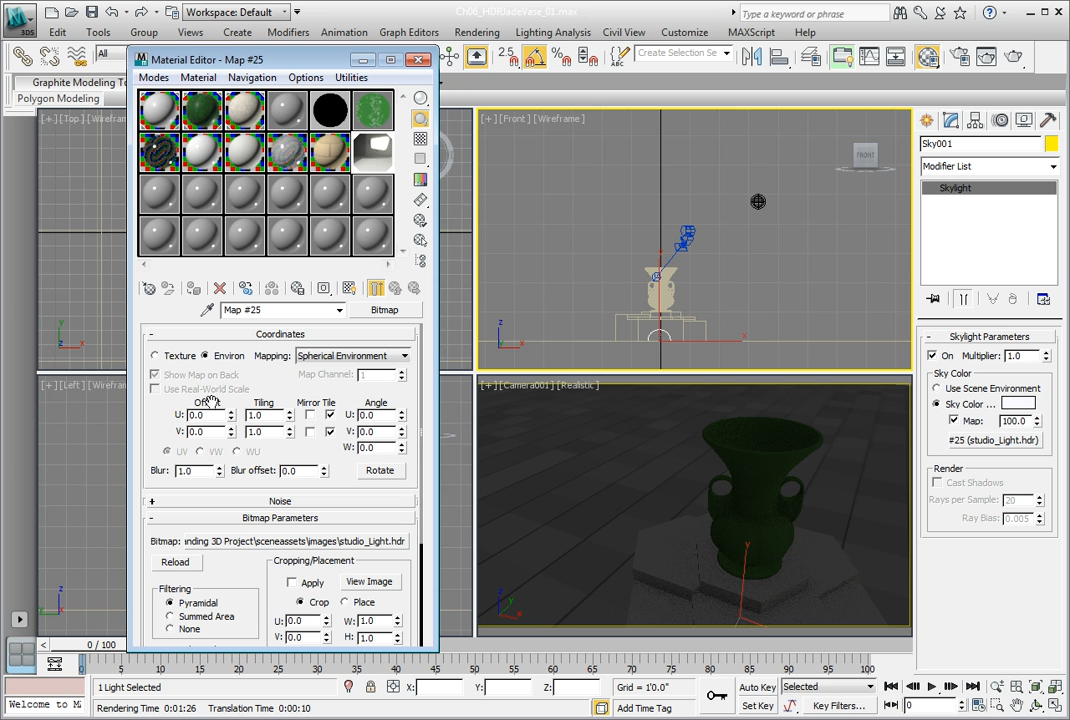 3DS
Workspace: Default
Ch06_HDRJadeVase_01.max
Type a keyword or phrase
Edit Tools Group Views Create Modifiers Animation Graph Editors Rendering Lighting Analysis Civil View Customize MAXScript Help
All
2.5
Create Selection Se
Graphite Modeling To
Polygon Modeling
Material Editor - Map #25
Modes Material Navigation Options Utilities
Map #25 Bitmap
- Coordinates
Texture Environ Mapping: Spherical Environment
Show Map on Back Map Channel: 1
Use Real-World Scale
Offset Tiling Mirror Tile Angle
U: 0.0 1.0 U: 0.0
V: 0.0 1.0 V: 0.0
W: 0.0
UV VW WU
Blur: 1.0 Blur offset: 0.0 Rotate
+ Noise
- Bitmap Parameters
Bitmap: nding 3D Project\sceneassets\images\studio_Light.hdr
Reload
Cropping/Placement
Apply View Image
Filtering
Pyramidal
Summed Area
None
Crop Place
U: 0.0 W: 1.0
V: 0.0 H: 1.0
[+][Top][Wirefram
[+][Front][Wireframe]
FRONT
z
x
[+][Left][Wirefram
[+][Camera001][Realistic]
y
Sky001
Modifier List
Skylight
- Skylight Parameters
On Multiplier: 1.0
Sky Color
Use Scene Environment
Sky Color ...
Map: 100.0
#25 (studio_Light.hdr)
Render
Cast Shadows
Rays per Sample: 20
Ray Bias: 0.005
0 / 100
5 10 15 20 25 30 35 40 45 50 55 60 65 70 75 80 85 90 95 100
1 Light Selected X: Y: Z: Grid = 1'0.0" Auto Key Selected
Welcome to M
Rendering Time 0:01:26 Translation Time 0:00:10 Add Time Tag Set Key Key Filters... 0